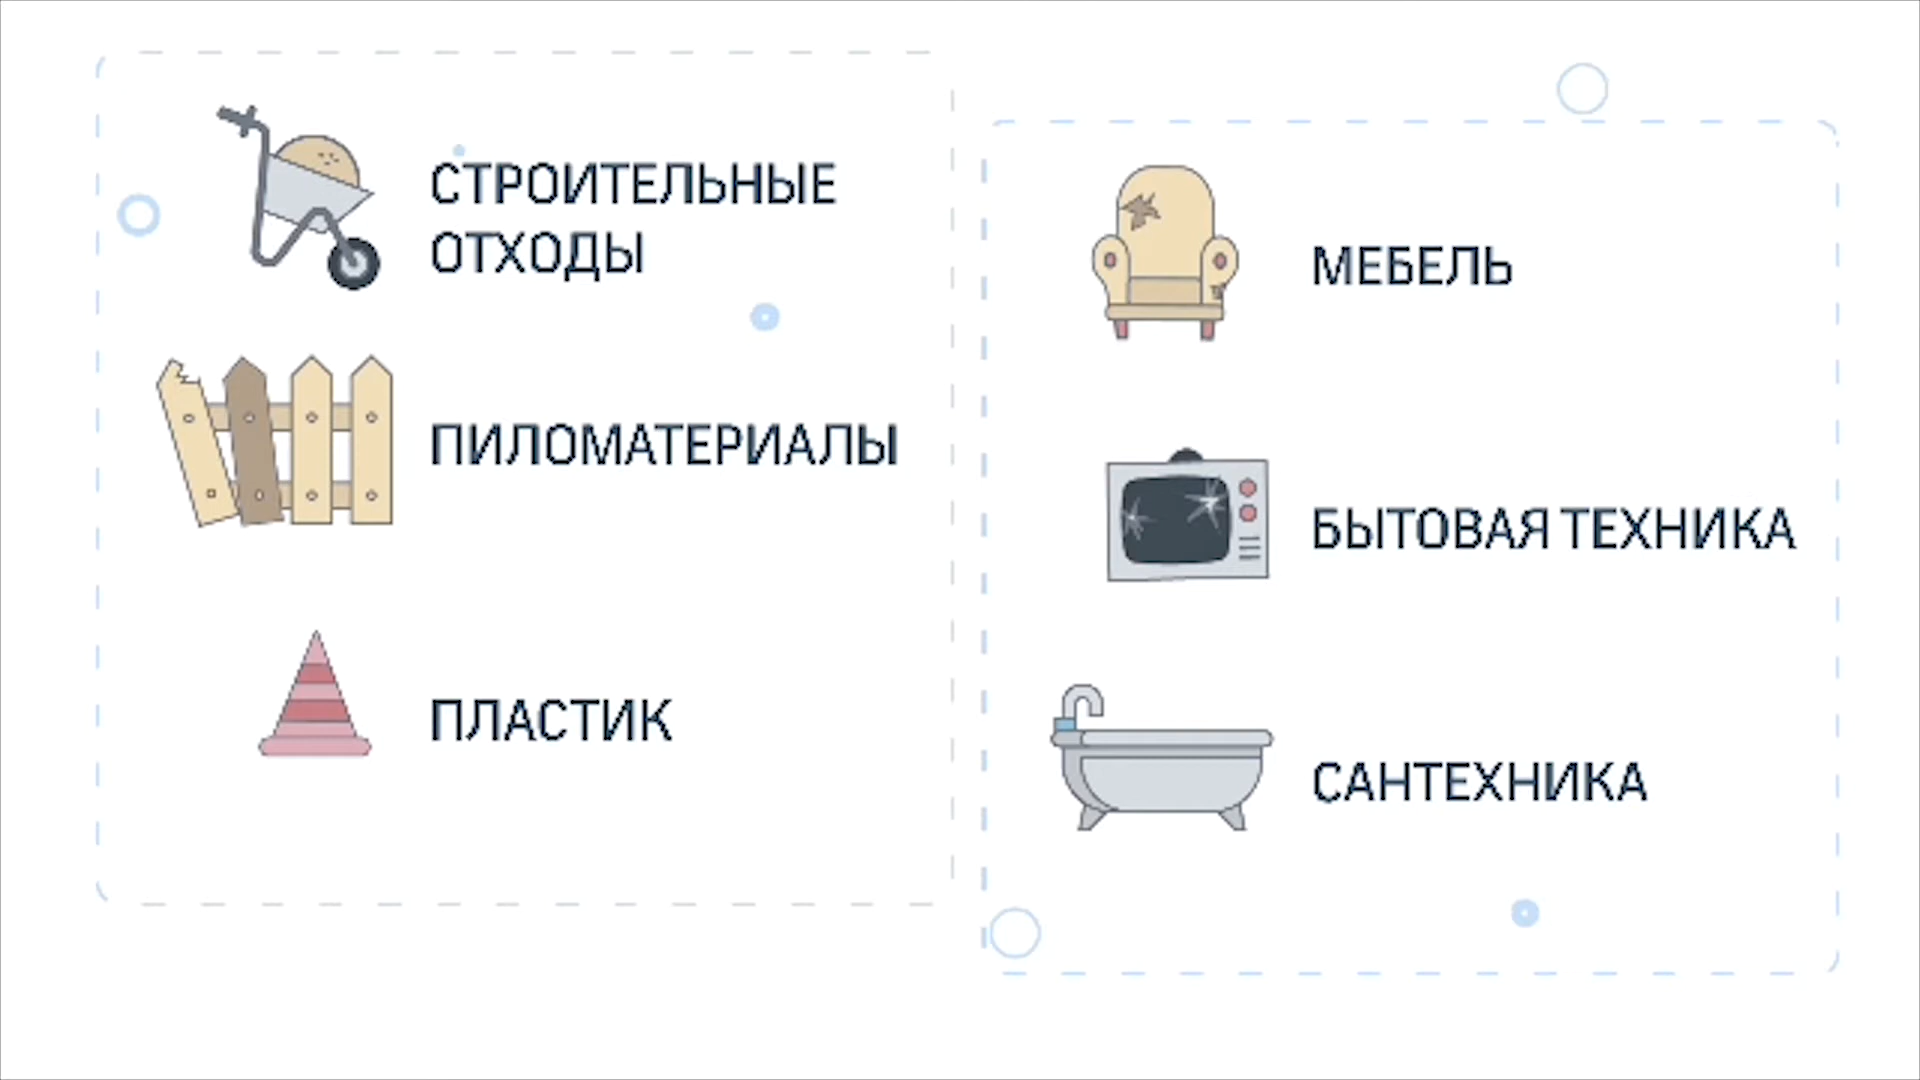 СТРОИТЕЛЬНЫЕ
ОТХОДЫ
ПИЛОМАТЕРИАЛЫ
ПЛАСТИК
МЕБЕЛЬ
БЫТОВАЯ ТЕХНИКА
САНТЕХНИКА